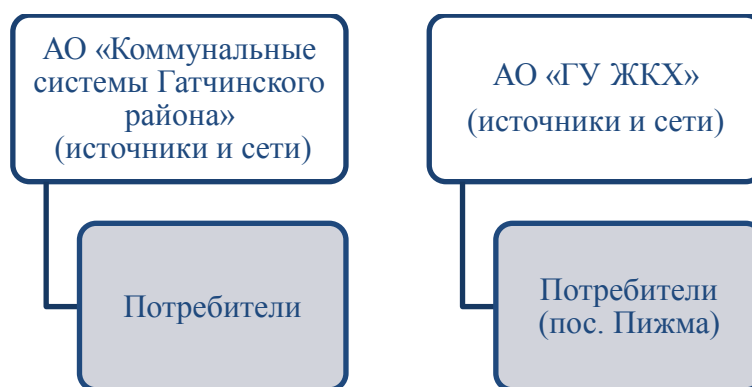 АО «Коммунальные
системы Гатчинского
района»
(источники и сети)
Потребители
АО «ГУ ЖКХ»
(источники и сети)
Потребители
(пос. Пижма)